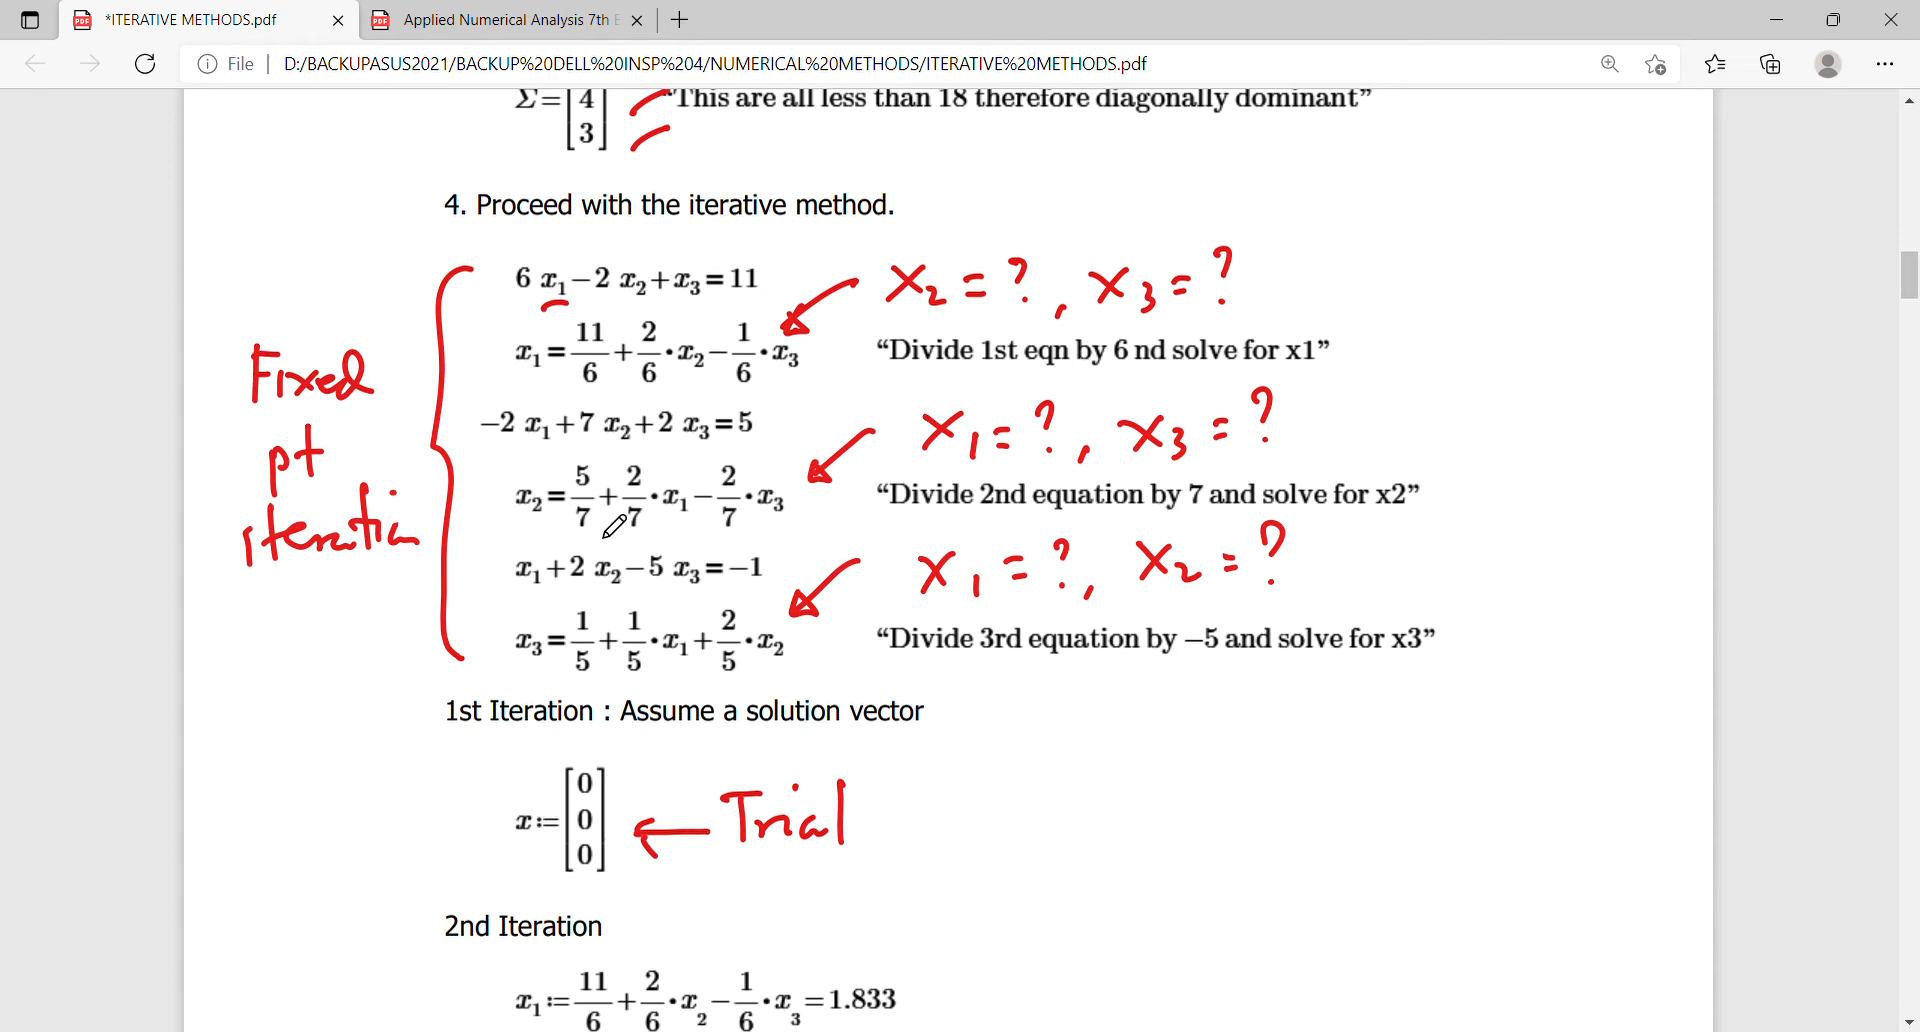 *ITERATIVE METHODS.pdf
Applied Numerical Analysis 7th E
File | D:/BACKUPASUS2021/BACKUP%20DELL%20INSP%204/NUMERICAL%20METHODS/ITERATIVE%20METHODS.pdf
Σ= [4 3] "This are all less than 18 therefore diagonally dominant"
4. Proceed with the iterative method.
6 x₁−2 x₂+x₃=11
x₂ = ?, x₃ = ?
x₁=11/6+2/6•x₂−1/6•x₃ "Divide 1st eqn by 6 nd solve for x1"
Fixed
pt
iteration
−2 x₁+7 x₂+2 x₃=5
x₁ = ?, x₃ = ?
x₂=5/7+2/7•x₁−2/7•x₃ "Divide 2nd equation by 7 and solve for x2"
x₁+2 x₂−5 x₃=−1
x₁ = ?, x₂ = ?
x₃=1/5+1/5•x₁+2/5•x₂ "Divide 3rd equation by −5 and solve for x3"
1st Iteration : Assume a solution vector
x:= [0 0 0] ← Trial
2nd Iteration
x₁:=11/6+2/6•x₂−1/6•x₃=1.833